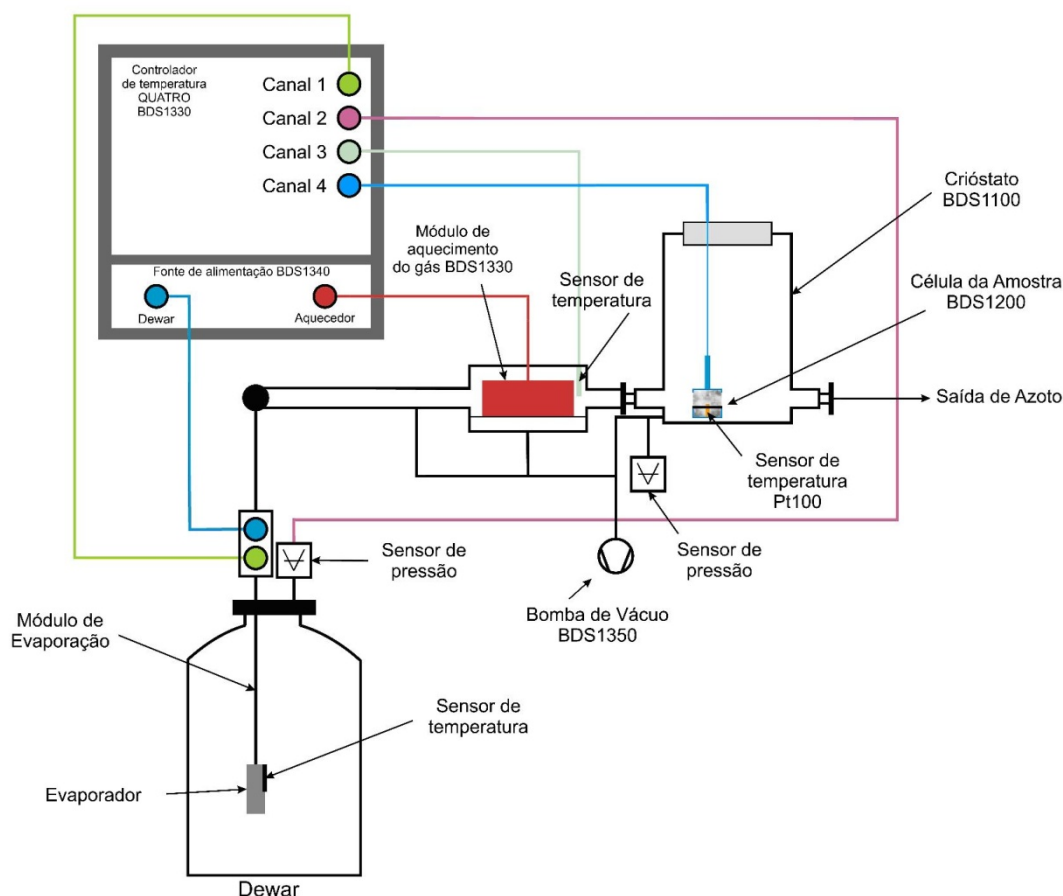 Controlador
de temperatura
QUATRO
BDS1330
Canal 1
Canal 2
Canal 3
Canal 4
Fonte de alimentação BDS1340
Dewar
Aquecedor
Módulo de
aquecimento
do gás BDS1330
Sensor de
temperatura
Crióstato
BDS1100
Célula da Amostra
BDS1200
Saída de Azoto
Sensor de
temperatura
Pt100
Sensor de
pressão
Sensor de
pressão
Bomba de Vácuo
BDS1350
Módulo de
Evaporação
Sensor de
temperatura
Evaporador
Dewar